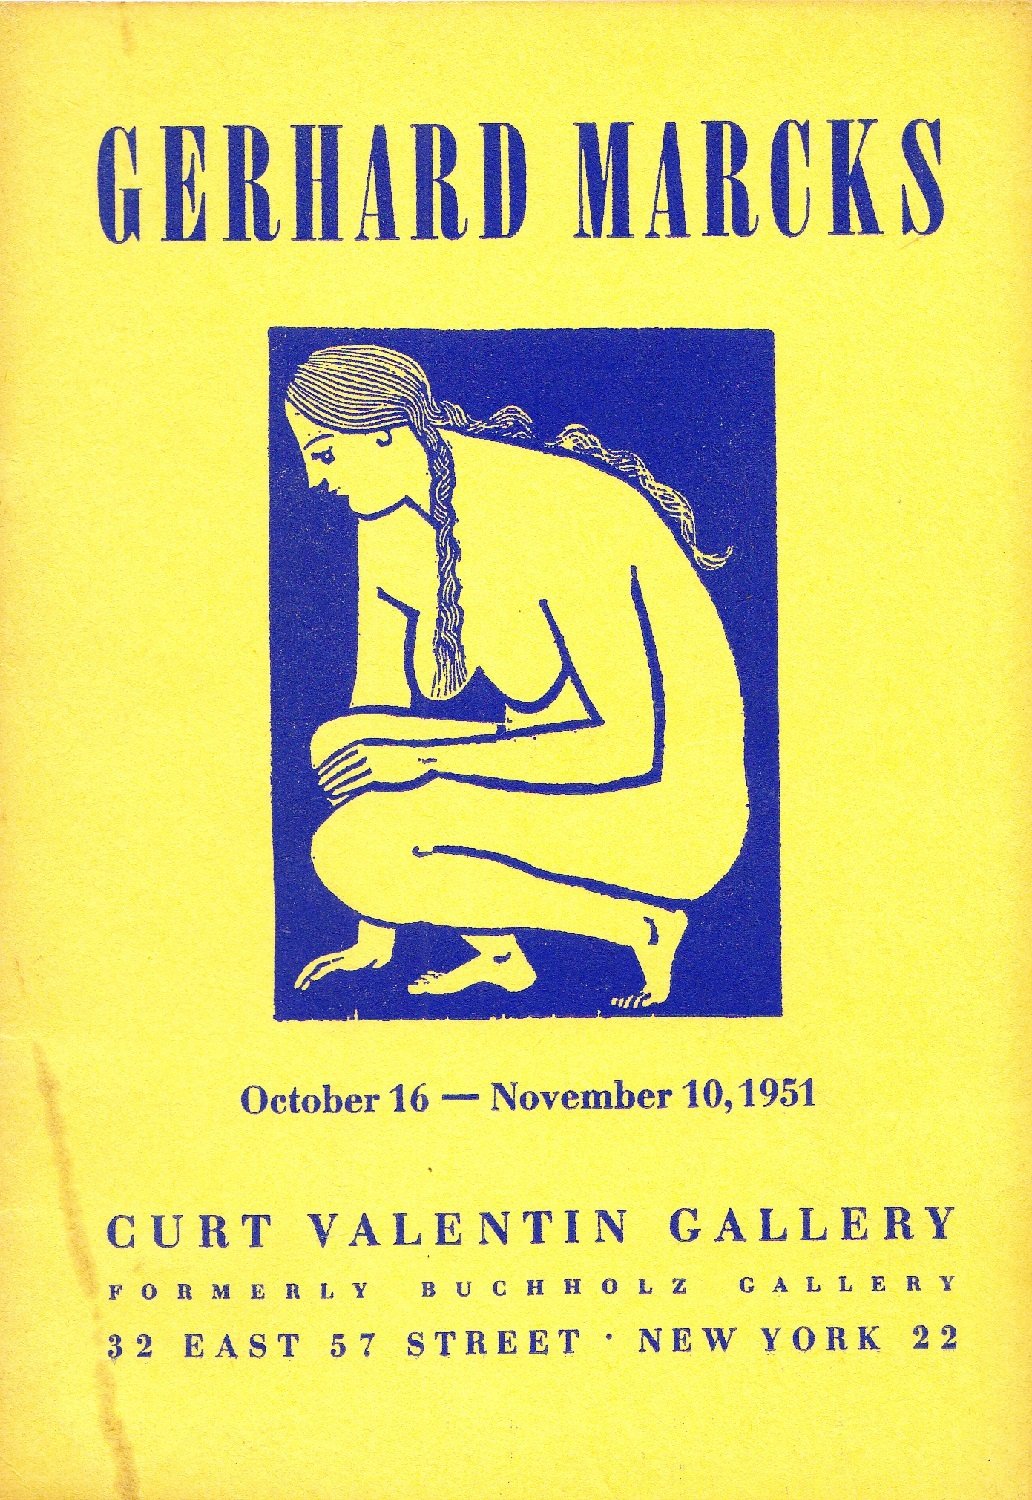 GERHARD MARCKS
October 16 — November 10, 1951
CURT VALENTIN GALLERY
FORMERLY BUCHHOLZ GALLERY
32 EAST 57 STREET · NEW YORK 22